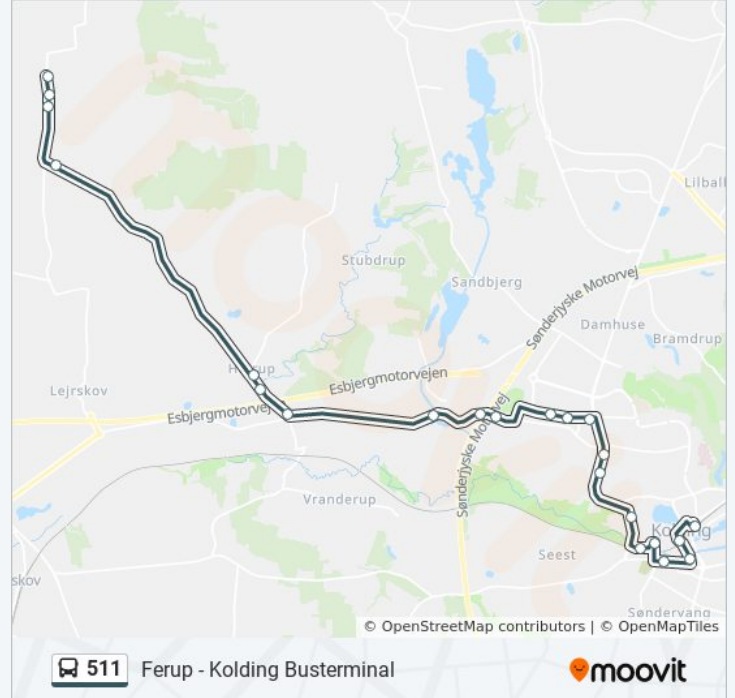 Lilball
Stubdrup
Sønderjyske Motorvej
Sandbjerg
Damhuse
Bramdrup
Esbjergmotorvejen
Lejrskov
Esbjergmotorvej
Sønderjyske Motorvej
Vranderup
Kolding
Seest
skov
Søndervang
© OpenStreetMap contributors | © OpenMapTiles
511 Ferup - Kolding Busterminal
moovit